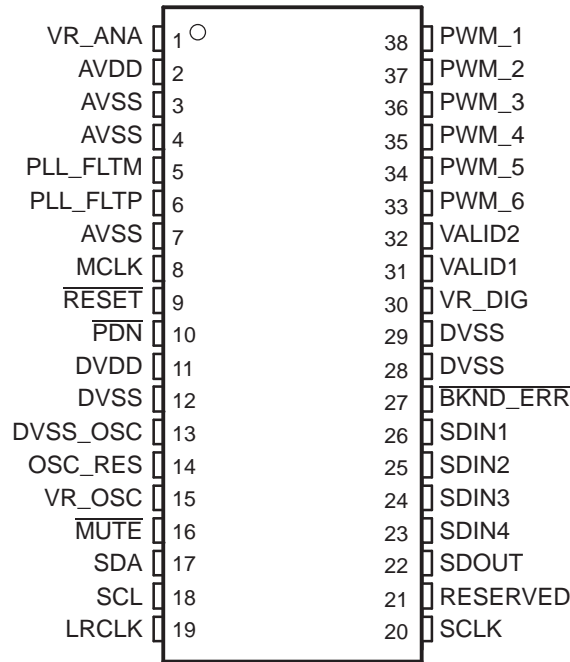 VR_ANA 1 38 PWM_1
AVDD 2 37 PWM_2
AVSS 3 36 PWM_3
AVSS 4 35 PWM_4
PLL_FLTM 5 34 PWM_5
PLL_FLTP 6 33 PWM_6
AVSS 7 32 VALID2
MCLK 8 31 VALID1
RESET 9 30 VR_DIG
PDN 10 29 DVSS
DVDD 11 28 DVSS
DVSS 12 27 BKND_ERR
DVSS_OSC 13 26 SDIN1
OSC_RES 14 25 SDIN2
VR_OSC 15 24 SDIN3
MUTE 16 23 SDIN4
SDA 17 22 SDOUT
SCL 18 21 RESERVED
LRCLK 19 20 SCLK